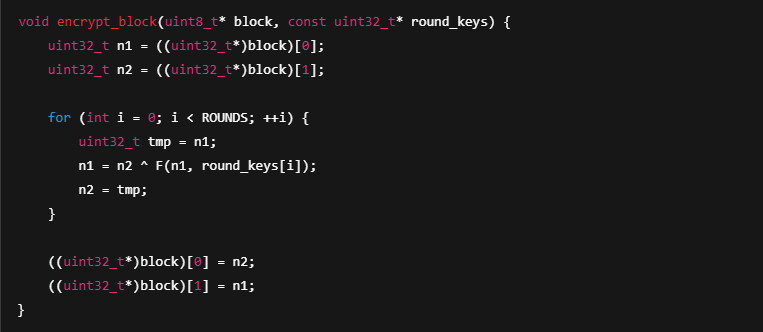 void encrypt_block(uint8_t* block, const uint32_t* round_keys) {
    uint32_t n1 = ((uint32_t*)block)[0];
    uint32_t n2 = ((uint32_t*)block)[1];

    for (int i = 0; i < ROUNDS; ++i) {
        uint32_t tmp = n1;
        n1 = n2 ^ F(n1, round_keys[i]);
        n2 = tmp;
    }

    ((uint32_t*)block)[0] = n2;
    ((uint32_t*)block)[1] = n1;
}